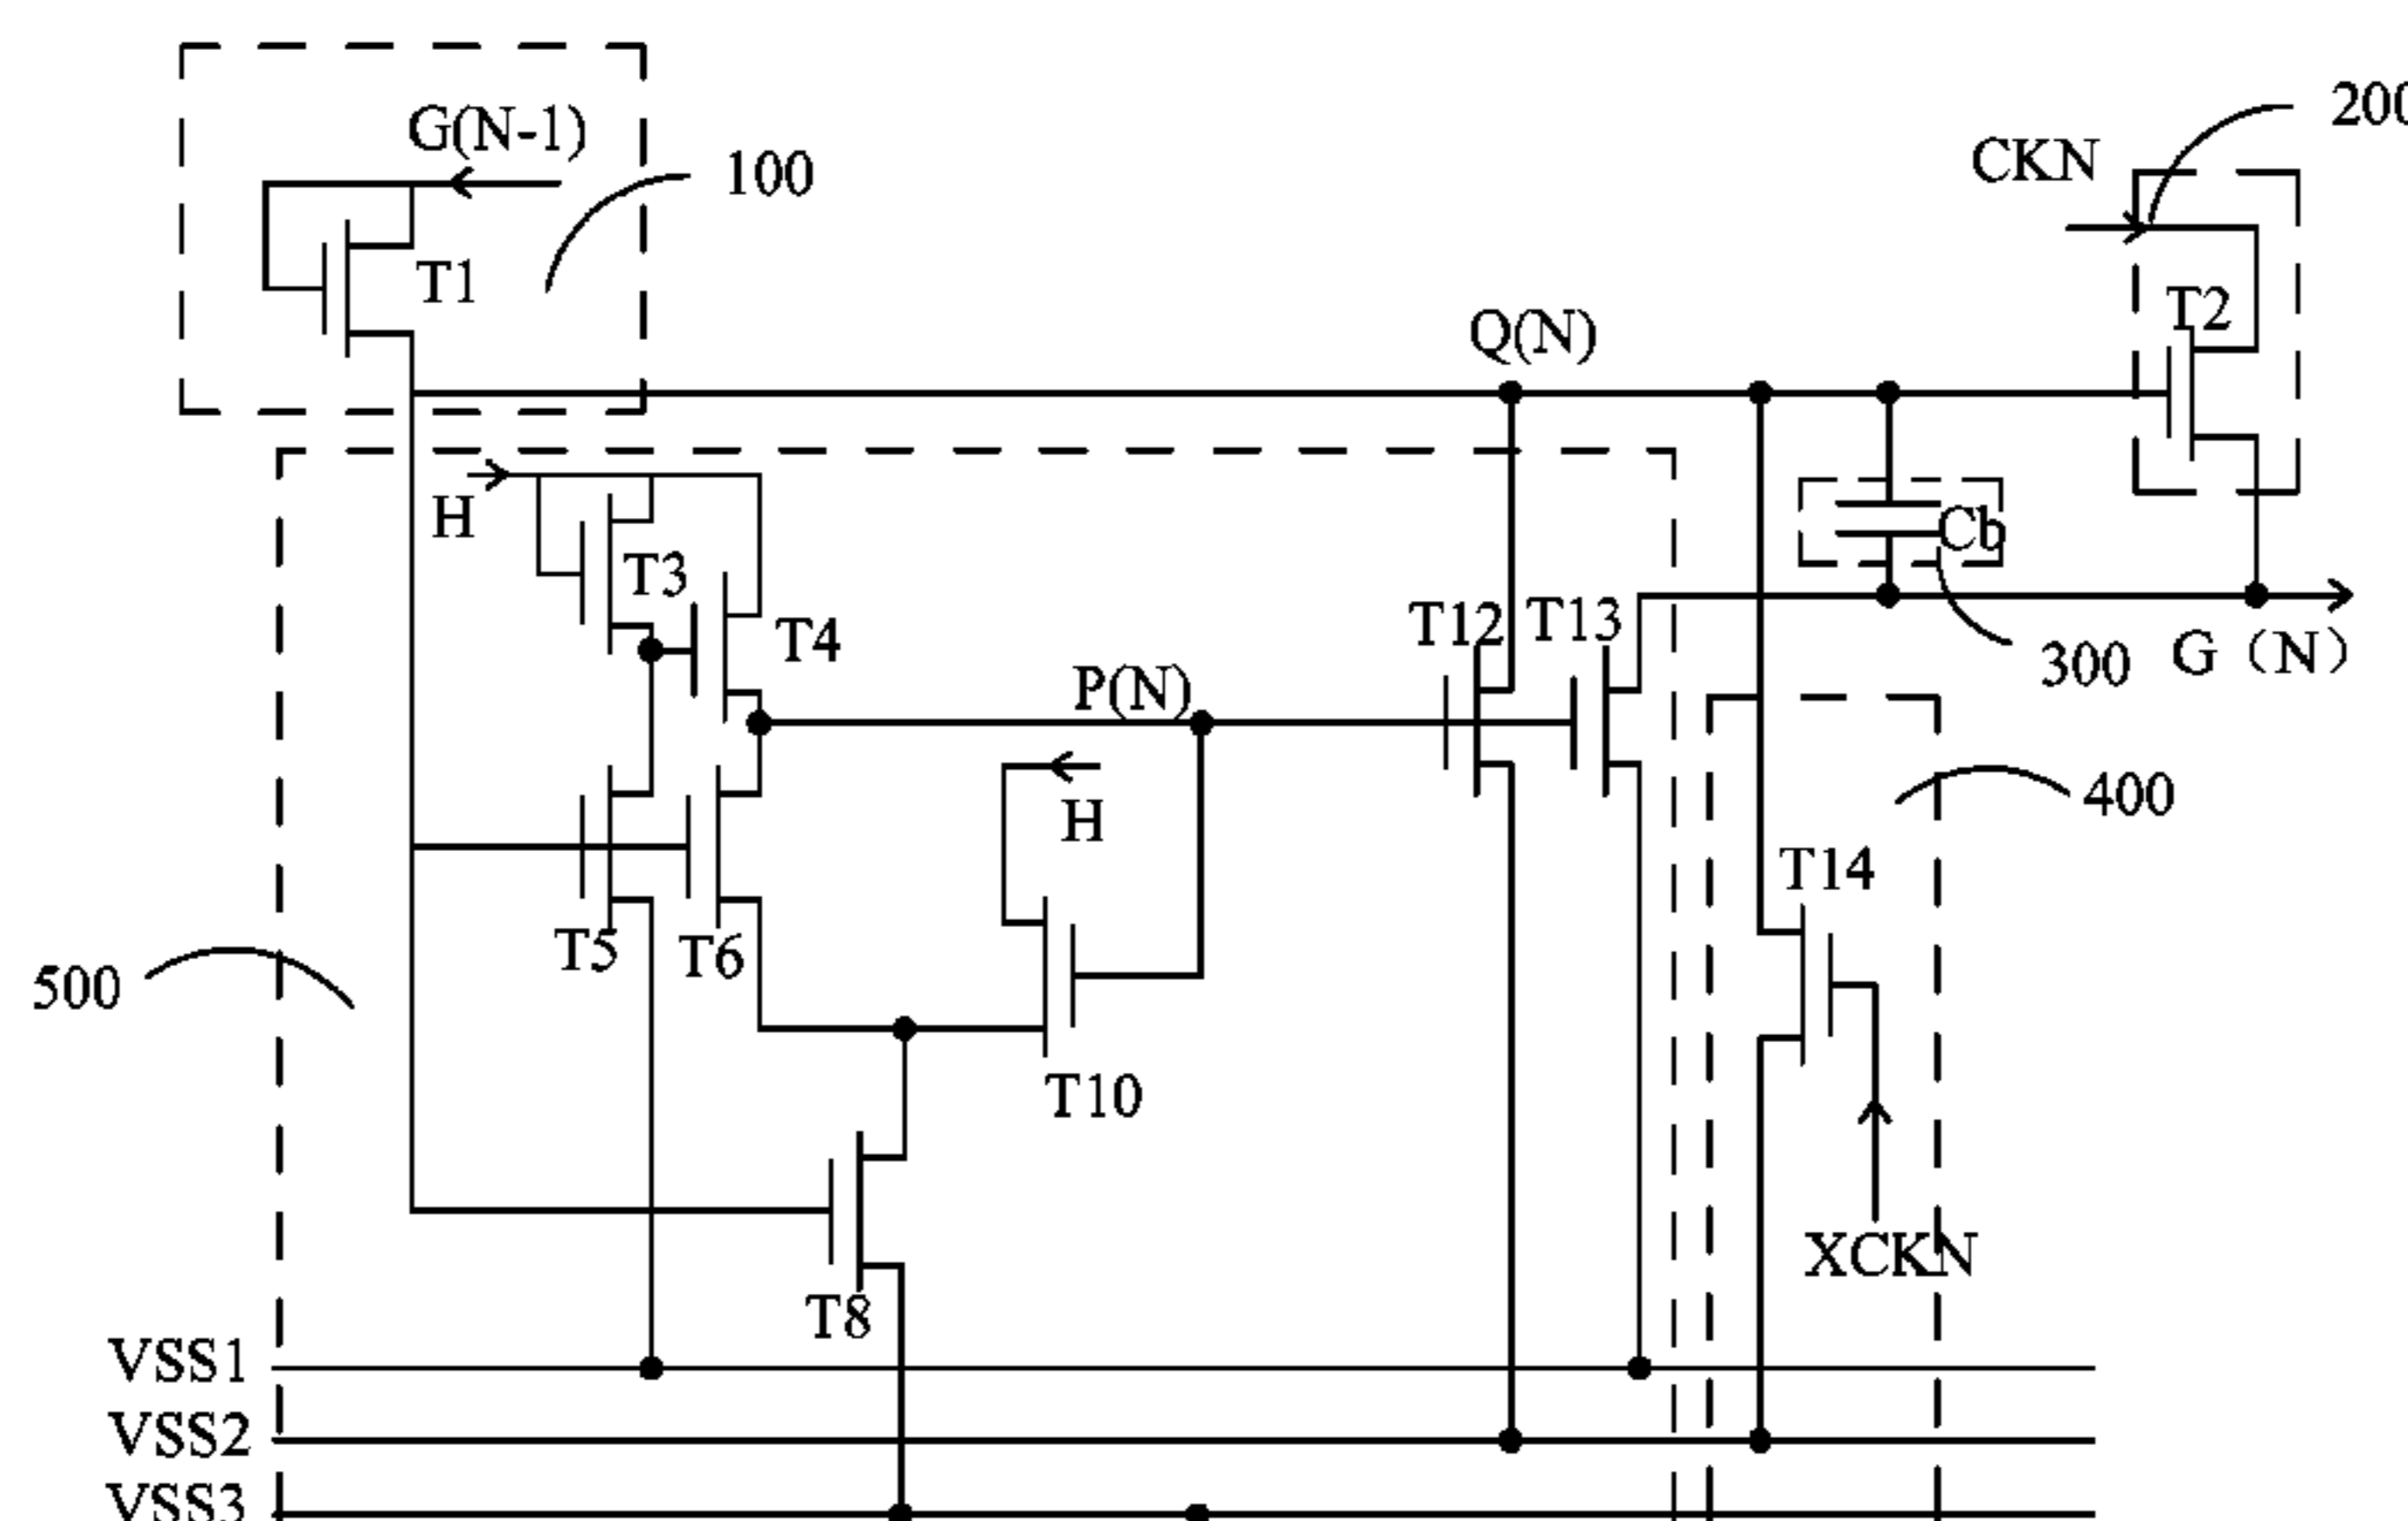 G(N-1)
100
200
CKN
T1
T2
Q(N)
H
Cb
T3
T4
T12
T13
P(N)
300
G（N）
H
400
T14
T5
T6
500
T10
XCKN
T8
VSS1
VSS2
VSS3